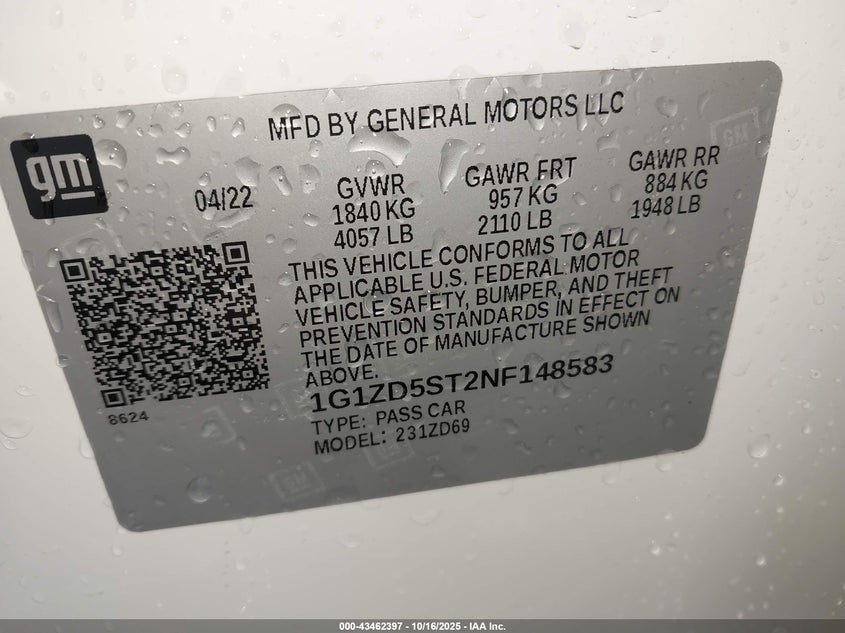 MFD BY GENERAL MOTORS LLC
gm
04/22
GVWR
1840 KG
4057 LB
GAWR FRT
957 KG
2110 LB
GAWR RR
884 KG
1948 LB
THIS VEHICLE CONFORMS TO ALL
APPLICABLE U.S. FEDERAL MOTOR
VEHICLE SAFETY, BUMPER, AND THEFT
PREVENTION STANDARDS IN EFFECT ON
THE DATE OF MANUFACTURE SHOWN
ABOVE.
8624
1G1ZD5ST2NF148583
TYPE: PASS CAR
MODEL: 231ZD69
000-43462397 - 10/16/2025 - IAA Inc.